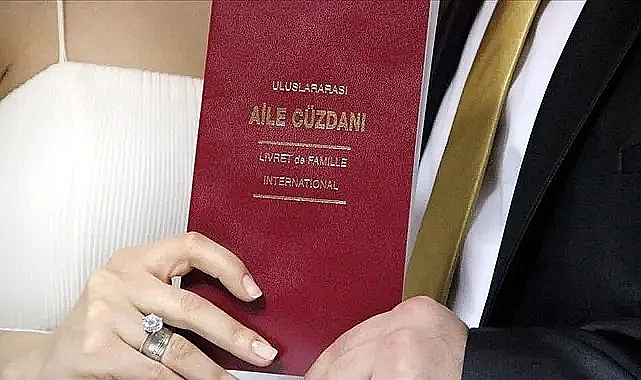 ULUSLARARASI
AİLE CÜZDANI
LIVRET de FAMILLE
INTERNATIONAL